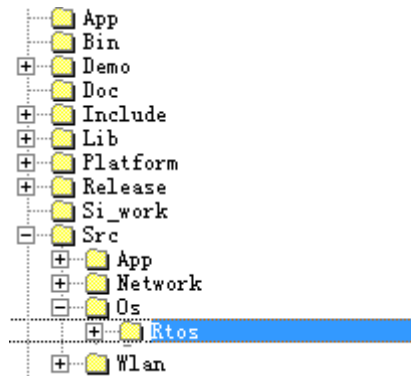 App
Bin
Demo
Doc
Include
Lib
Platform
Release
Si_work
Src
App
Network
Os
Rtos
Wlan